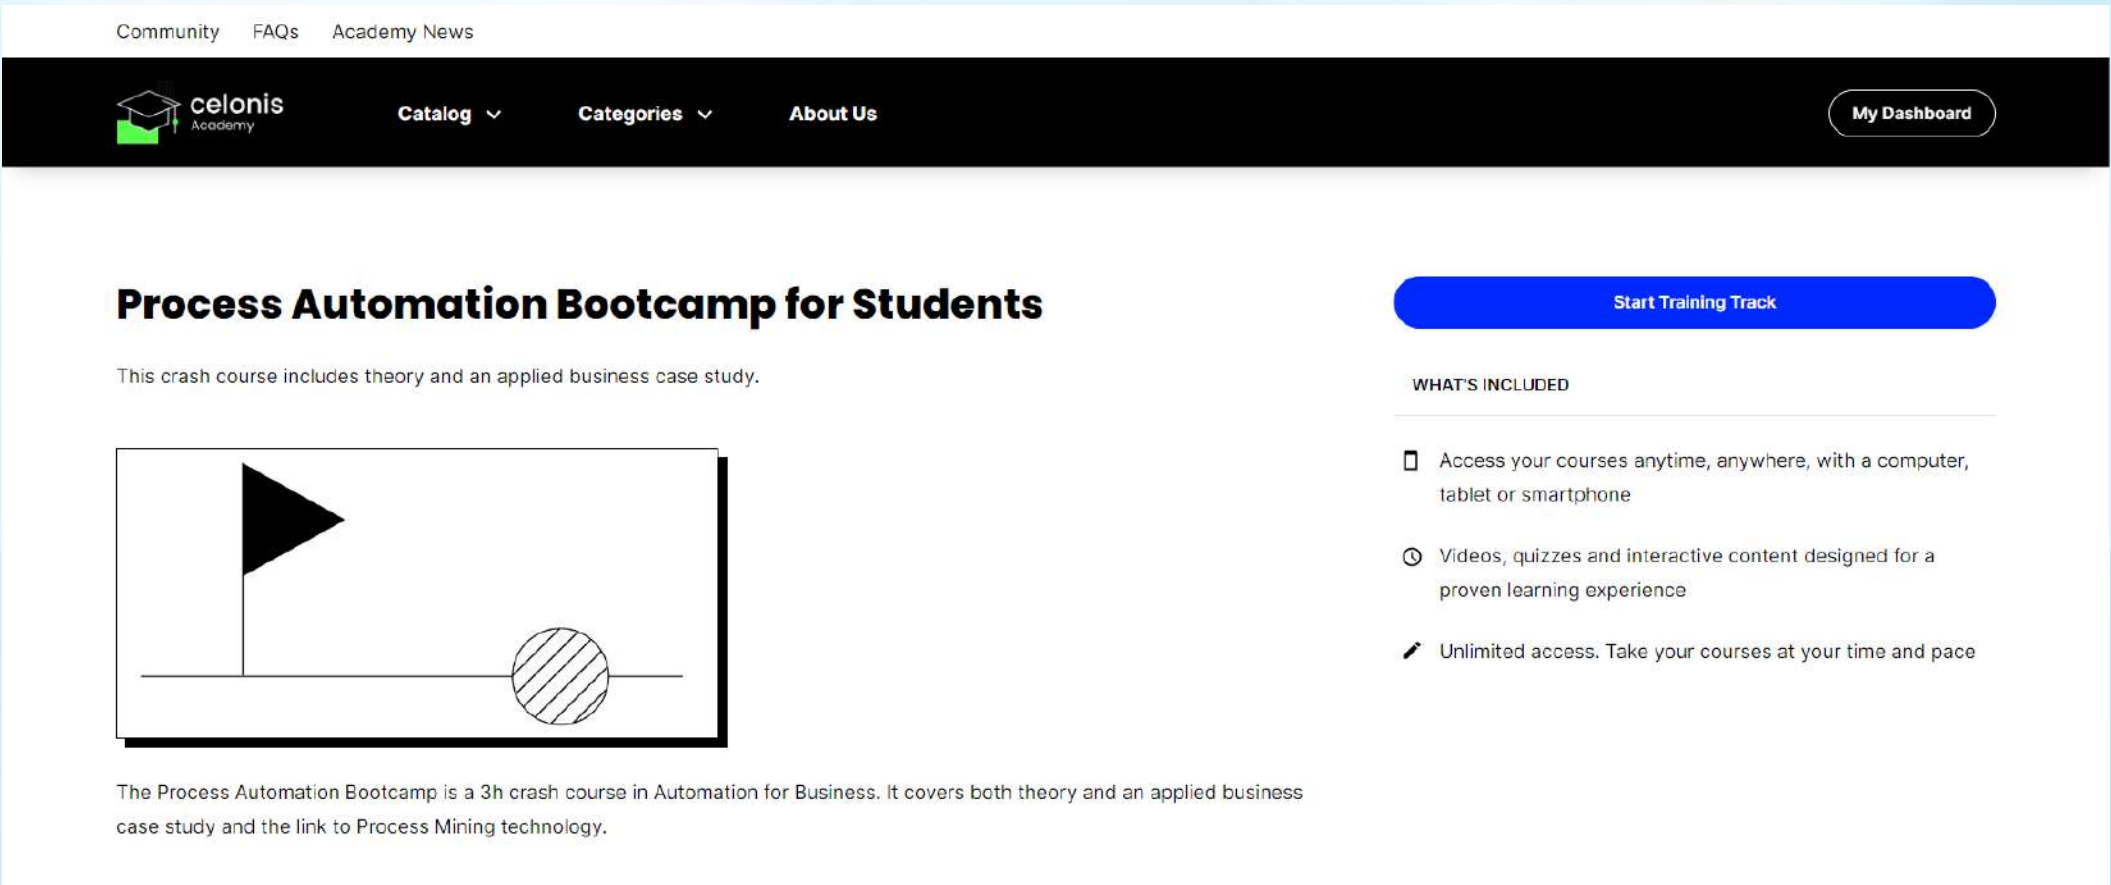 Community FAQs Academy News
celonis
Academy
Catalog Categories About Us My Dashboard
Process Automation Bootcamp for Students
This crash course includes theory and an applied business case study.
The Process Automation Bootcamp is a 3h crash course in Automation for Business. It covers both theory and an applied business
case study and the link to Process Mining technology.
Start Training Track
WHAT'S INCLUDED
Access your courses anytime, anywhere, with a computer,
tablet or smartphone
Videos, quizzes and interactive content designed for a
proven learning experience
Unlimited access. Take your courses at your time and pace